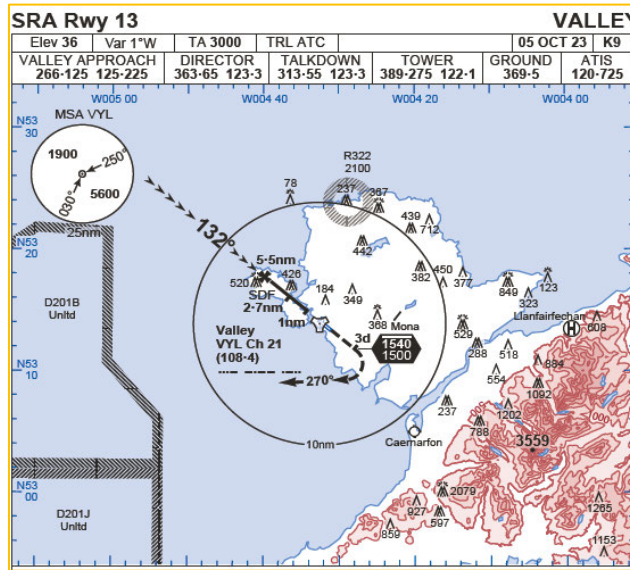 SRA Rwy 13 VALLEY
Elev 36 Var 1°W TA 3000 TRL ATC 05 OCT 23 K9
VALLEY APPROACH DIRECTOR TALKDOWN TOWER GROUND ATIS
266·125 125·225 363·65 123·3 313·55 123·3 389·275 122·1 369·5 120·725
W005 00 W004 40 W004 20 W004 00
N53
30
MSA VYL
1900
250°
030°
5600
25nm
R322
2100
78
237
367
132°
439
712
N53
20
442
5·5nm
520
426
SDF
2·7nm
184
349
382
450
377
849
123
323
D201B
Unltd
1nm
368
Mona
Llanfairfechan
H
608
Valley
VYL Ch 21
(108·4)
3d
1540
1500
529
288
518
884
N53
10
270°
554
1092
237
1202
788
000
3559
10nm
Caernarfon
N53
00
D201J
Unltd
2079
927
597
859
1265
1153